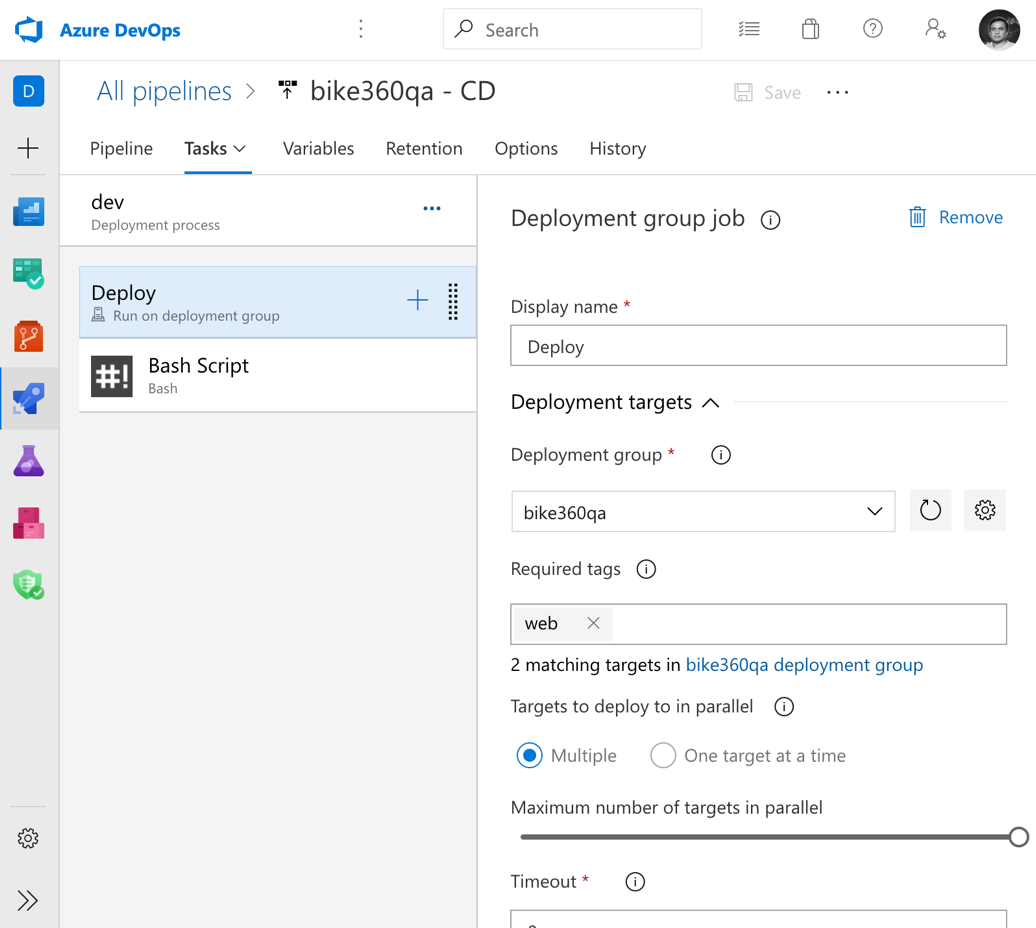 Azure DevOps
Search
D
All pipelines > bike360qa - CD
Save
Pipeline Tasks Variables Retention Options History
dev
Deployment process
Deploy
Run on deployment group
#!
Bash Script
Bash
Deployment group job
Remove
Display name *
Deploy
Deployment targets
Deployment group *
bike360qa
Required tags
web
2 matching targets in bike360qa deployment group
Targets to deploy to in parallel
Multiple One target at a time
Maximum number of targets in parallel
Timeout *